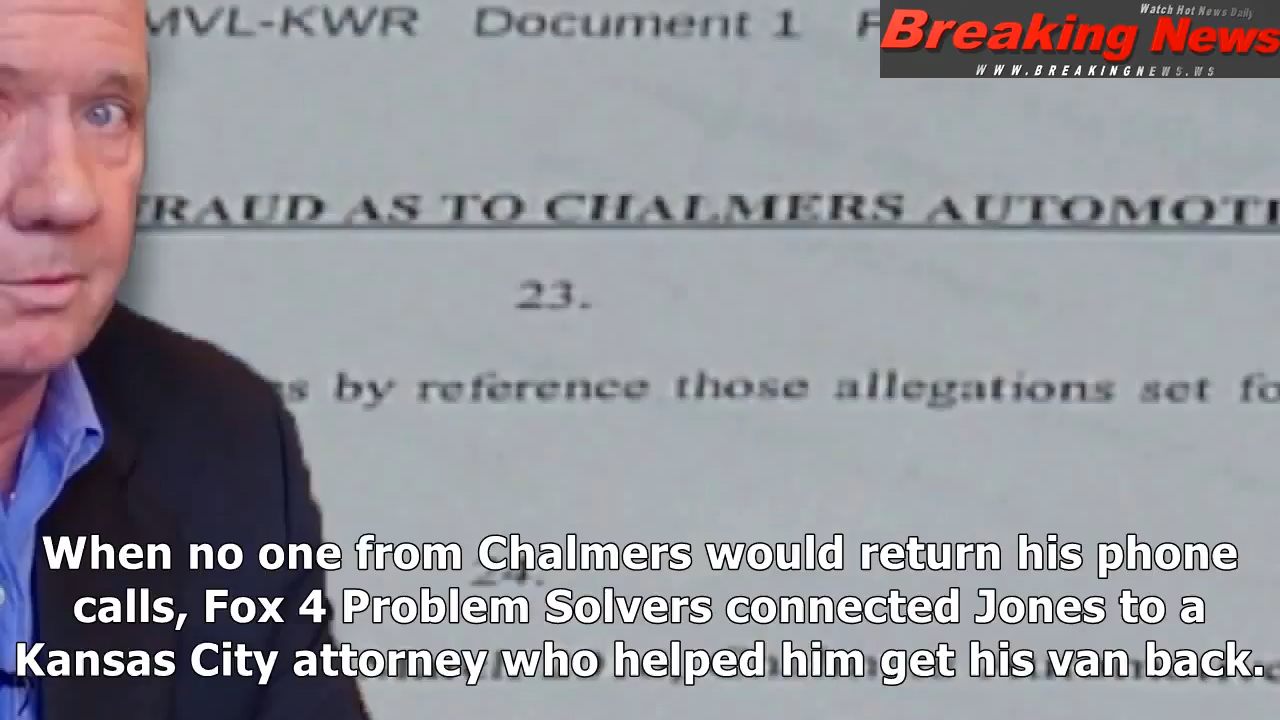 MVL-KWR Document 1
Watch Hot News Daily
Breaking News
WWW.BREAKINGNEWS.WS
FRAUD AS TO CHALMERS AUTOMOTI
23.
by reference those allegations set fo
24.
When no one from Chalmers would return his phone
calls, Fox 4 Problem Solvers connected Jones to a
Kansas City attorney who helped him get his van back.